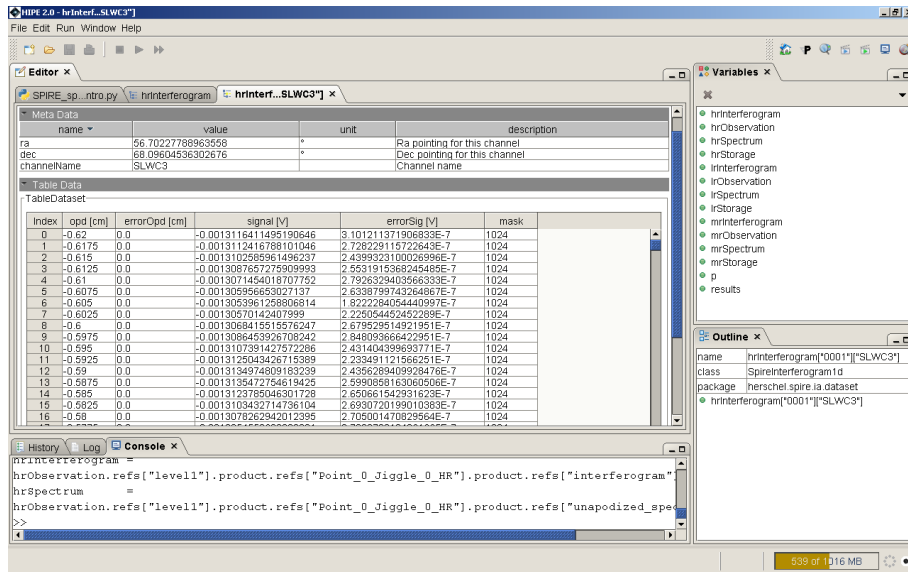 HIPE 2.0 - hrInterf...SLWC3"]
File Edit Run Window Help
Editor ×
SPIRE_sp...ntro.py hrInterferogram hrInterf...SLWC3"] ×
Meta Data
name value unit description
ra 56.70227788963558 ° Ra pointing for this channel
dec 68.09604536302676 ° Dec pointing for this channel
channelName SLWC3 Channel name
Table Data
TableDataset
Index opd [cm] errorOpd [cm] signal [V] errorSig [V] mask
0 -0.62 0.0 -0.0013116411495190646 3.101211371906833E-7 1024
1 -0.6175 0.0 -0.0013112416788101046 2.728229115722643E-7 1024
2 -0.615 0.0 -0.0013102585961496237 2.4399323100026996E-7 1024
3 -0.6125 0.0 -0.0013087657275909993 2.5531915368245485E-7 1024
4 -0.61 0.0 -0.0013071454018707752 2.7926329403566333E-7 1024
5 -0.6075 0.0 -0.001305956653027137 2.6338799743264867E-7 1024
6 -0.605 0.0 -0.0013053961258806814 1.8222284054440997E-7 1024
7 -0.6025 0.0 -0.00130570142407099 2.225054452452289E-7 1024
8 -0.6 0.0 -0.0013068415515576247 2.679529514921951E-7 1024
9 -0.5975 0.0 -0.0013086453926708242 2.848093666422951E-7 1024
10 -0.595 0.0 -0.0013107391427572286 2.431404399693771E-7 1024
11 -0.5925 0.0 -0.0013125043426715389 2.233491121566251E-7 1024
12 -0.59 0.0 -0.0013134974809183239 2.4356289409928476E-7 1024
13 -0.5875 0.0 -0.0013135472754619425 2.5990858163060506E-7 1024
14 -0.585 0.0 -0.0013123785046301728 2.650661542931623E-7 1024
15 -0.5825 0.0 -0.0013103432714736104 2.6930720199010383E-7 1024
16 -0.58 0.0 -0.0013078262942012395 2.705001470829564E-7 1024
History Log Console ×
hrInterferogram =
hrObservation.refs["level1"].product.refs["Point_0_Jiggle_0_HR"].product.refs["interferogram"]
hrSpectrum =
hrObservation.refs["level1"].product.refs["Point_0_Jiggle_0_HR"].product.refs["unapodized_spec
>>
Variables ×
hrInterferogram
hrObservation
hrSpectrum
hrStorage
lrInterferogram
lrObservation
lrSpectrum
lrStorage
mrInterferogram
mrObservation
mrSpectrum
mrStorage
p
results
Outline ×
name hrInterferogram["0001"]["SLWC3"]
class SpireInterferogram1d
package herschel.spire.ia.dataset
hrInterferogram["0001"]["SLWC3"]
539 of 1016 MB